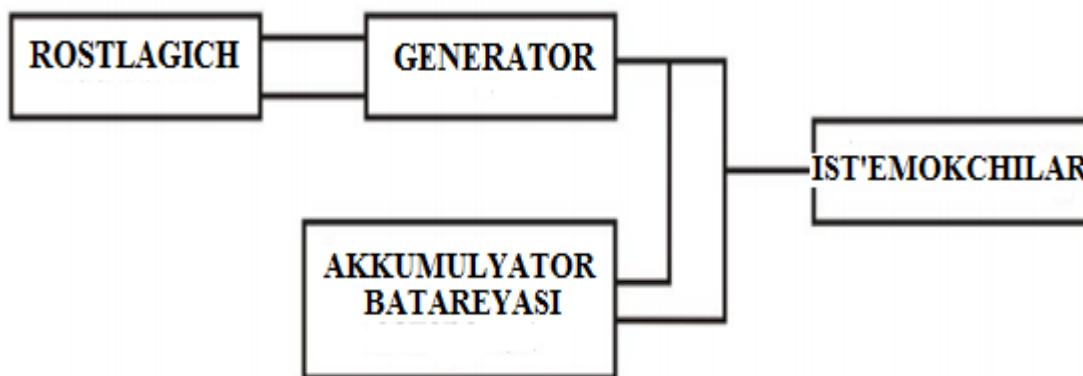 ROSTLAGICH
GENERATOR
IST'EMOKCHILAR
AKKUMULYATOR
BATAREYASI